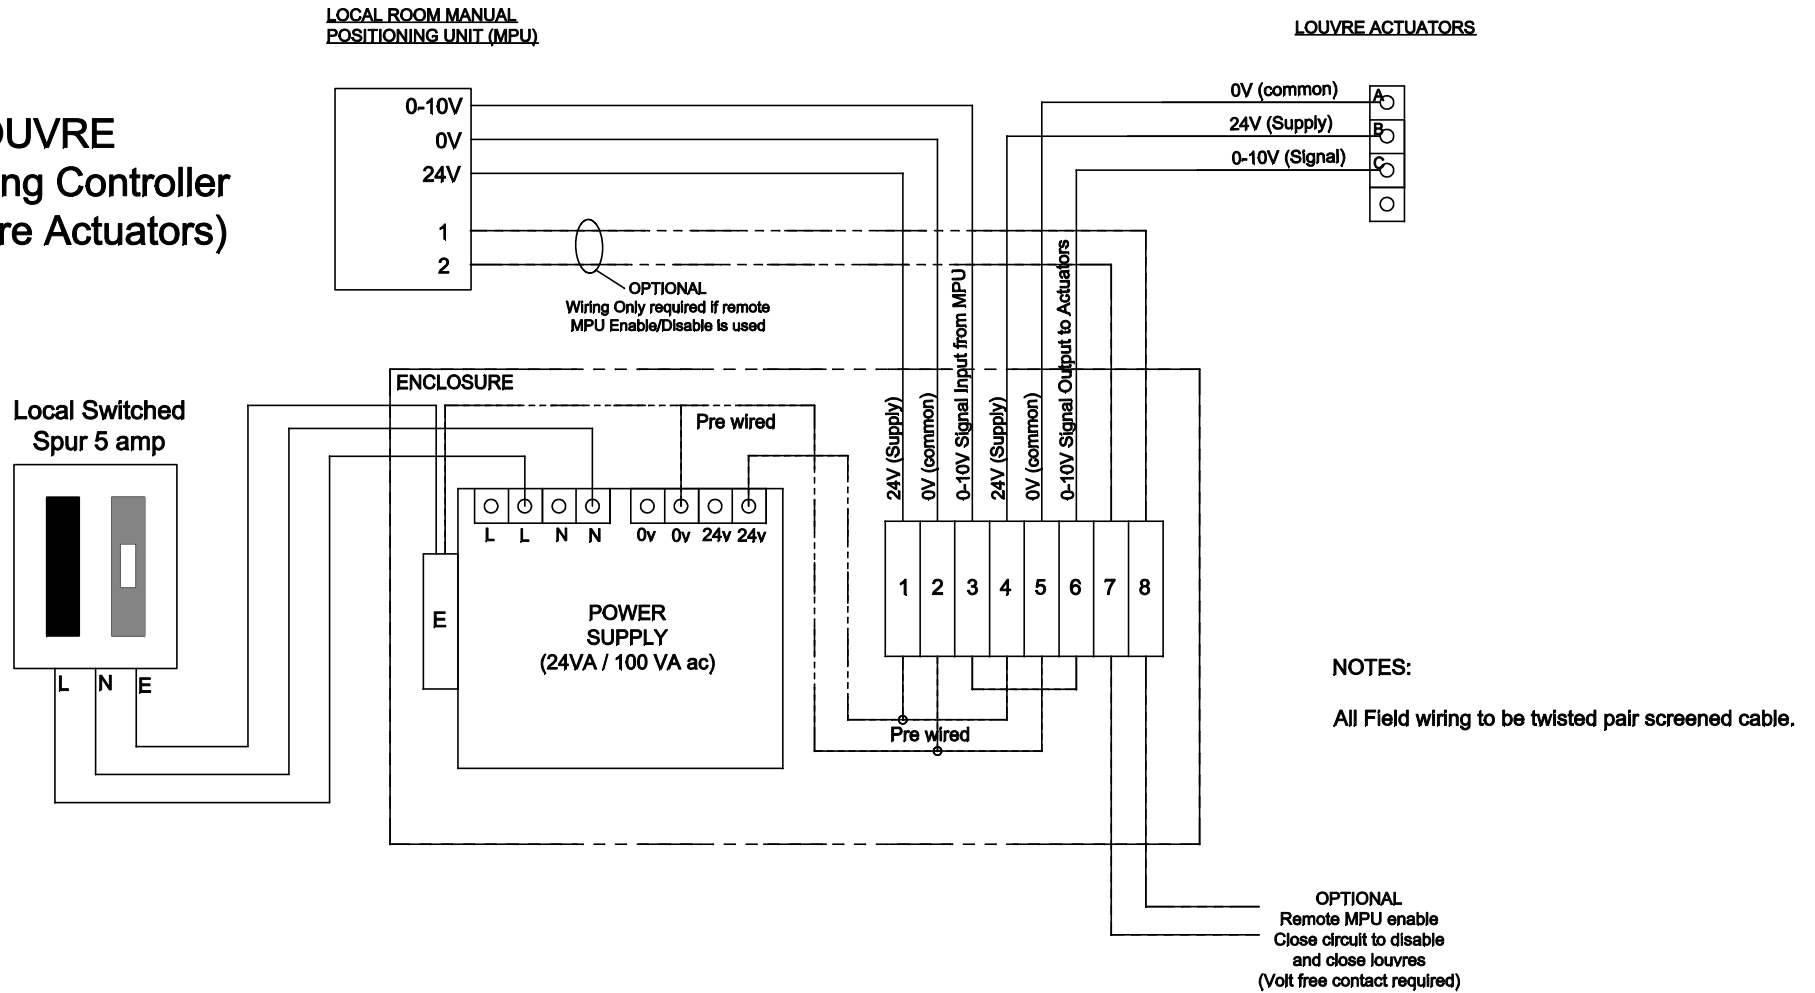 LOCAL ROOM MANUAL
POSITIONING UNIT (MPU)
LOUVRE ACTUATORS
OUVRE
ng Controller
re Actuators)
0-10V
0V
24V
1
2
0V (common)
24V (Supply)
0-10V (Signal)
A
B
C
OPTIONAL
Wiring Only required if remote
MPU Enable/Disable is used
ENCLOSURE
Local Switched
Spur 5 amp
L
N
E
Pre wired
L
L
N
N
0v
0v
24v
24v
E
POWER
SUPPLY
(24VA / 100 VA ac)
24V (Supply)
0V (common)
0-10V Signal Input from MPU
24V (Supply)
0V (common)
0-10V Signal Output to Actuators
1
2
3
4
5
6
7
8
Pre wired
NOTES:
All Field wiring to be twisted pair screened cable.
OPTIONAL
Remote MPU enable
Close circuit to disable
and close louvres
(Volt free contact required)